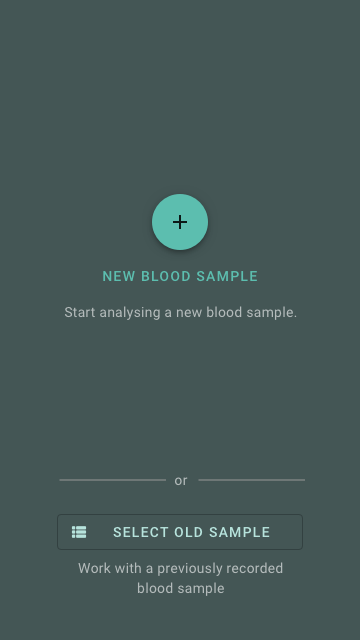 NEW BLOOD SAMPLE
Start analysing a new blood sample.
or
SELECT OLD SAMPLE
Work with a previously recorded
blood sample